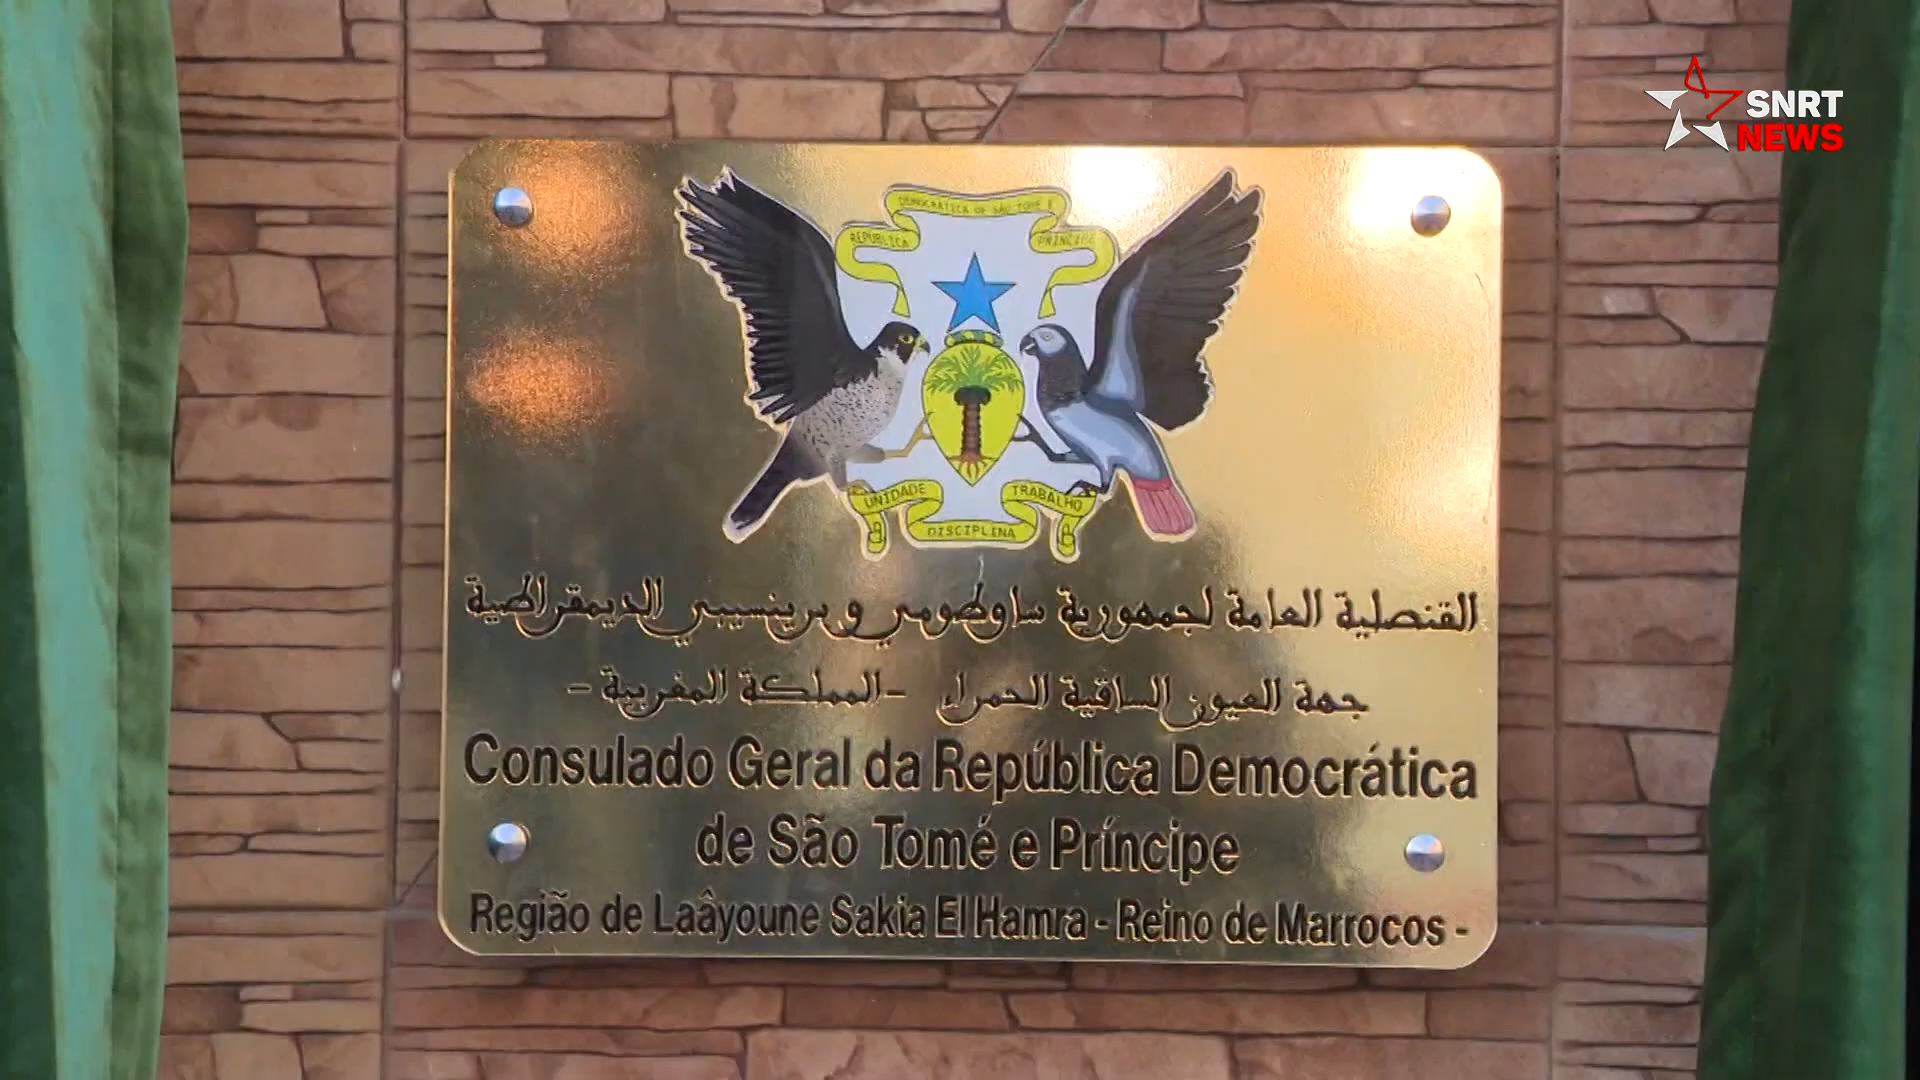 SNRT
NEWS
DEMOCRÁTICA DE SÃO TOMÉ E
REPÚBLICA
PRÍNCIPE
UNIDADE
TRABALHO
DISCIPLINA
القنصلية العامة لجمهورية ساوطومي و برينسيبي الديمقراطية
جهة العيون الساقية الحمراء - المملكة المغربية -
Consulado Geral da República Democrática
de São Tomé e Príncipe
Região de Laâyoune Sakia El Hamra - Reino de Marrocos -